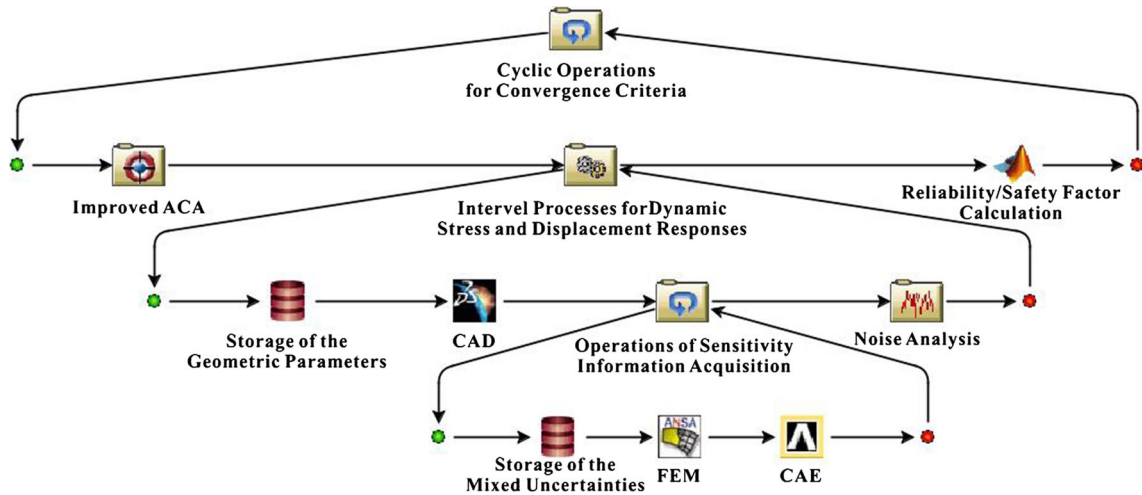 Cyclic Operations
for Convergence Criteria
Improved ACA
Intervel Processes forDynamic
Stress and Displacement Responses
Reliability/Safety Factor
Calculation
Storage of the
Geometric Parameters
CAD
Operations of Sensitivity
Information Acquisition
Noise Analysis
ANSA
Storage of the
Mixed Uncertainties
FEM
CAE